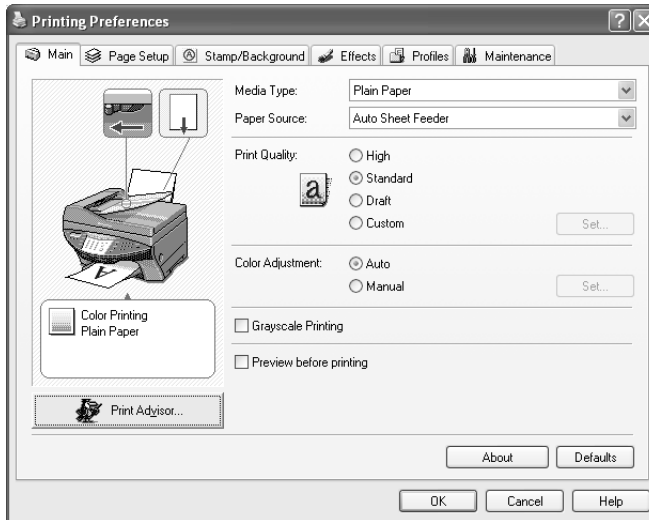 Printing Preferences
Main Page Setup Stamp/Background Effects Profiles Maintenance
Media Type: Plain Paper
Paper Source: Auto Sheet Feeder
Print Quality: High
Standard
Draft
Custom Set...
Color Adjustment: Auto
Manual Set...
Color Printing
Plain Paper
Grayscale Printing
Preview before printing
Print Advisor...
About Defaults
OK Cancel Help